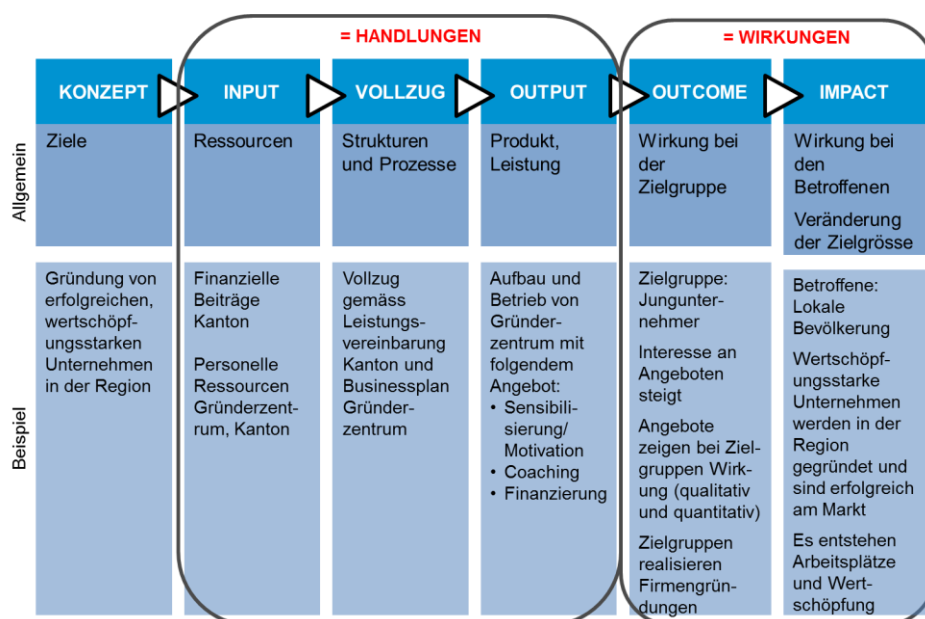 = HANDLUNGEN
= WIRKUNGEN
KONZEPT
INPUT
VOLLZUG
OUTPUT
OUTCOME
IMPACT
Allgemein
Ziele
Ressourcen
Strukturen
und Prozesse
Produkt,
Leistung
Wirkung bei
der
Zielgruppe
Wirkung bei
den
Betroffenen
Veränderung
der Zielgrösse
Beispiel
Gründung von
erfolgreichen,
wertschöpf-
ungsstarken
Unternehmen
in der Region
Finanzielle
Beiträge
Kanton
Personelle
Ressourcen
Gründerzent-
rum, Kanton
Vollzug
gemäss
Leistungs-
vereinbarung
Kanton und
Businessplan
Gründer-
zentrum
Aufbau und
Betrieb von
Gründer-
zentrum mit
folgendem
Angebot:
• Sensibili-
sierung/
Motivation
• Coaching
• Finanzierung
Zielgruppe:
Jungunter-
nehmer
Interesse an
Angeboten
steigt
Angebote
zeigen bei Ziel-
gruppen Wirk-
ung (qualitativ
und quantitativ)
Zielgruppen
realisieren
Firmengrün-
dungen
Betroffene:
Lokale
Bevölkerung
Wertschöpf-
ungsstarke
Unternehmen
werden in der
Region
gegründet und
sind erfolgreich
am Markt
Es entstehen
Arbeitsplätze
und Wert-
schöpfung